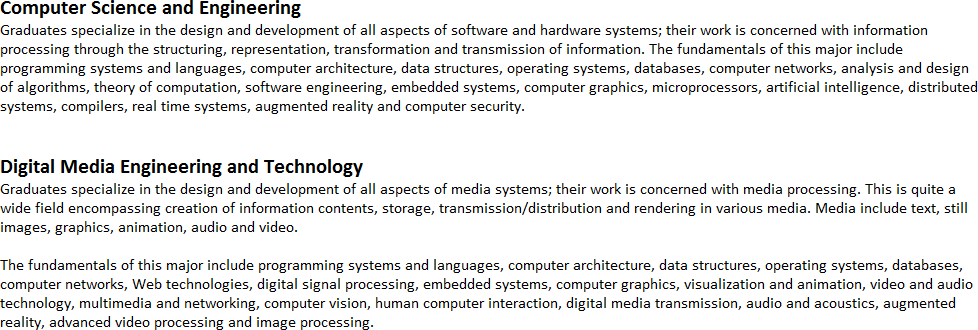 Computer Science and Engineering
Graduates specialize in the design and development of all aspects of software and hardware systems; their work is concerned with information
processing through the structuring, representation, transformation and transmission of information. The fundamentals of this major include
programming systems and languages, computer architecture, data structures, operating systems, databases, computer networks, analysis and design
of algorithms, theory of computation, software engineering, embedded systems, computer graphics, microprocessors, artificial intelligence, distributed
systems, compilers, real time systems, augmented reality and computer security.
Digital Media Engineering and Technology
Graduates specialize in the design and development of all aspects of media systems; their work is concerned with media processing. This is quite a
wide field encompassing creation of information contents, storage, transmission/distribution and rendering in various media. Media include text, still
images, graphics, animation, audio and video.
The fundamentals of this major include programming systems and languages, computer architecture, data structures, operating systems, databases,
computer networks, Web technologies, digital signal processing, embedded systems, computer graphics, visualization and animation, video and audio
technology, multimedia and networking, computer vision, human computer interaction, digital media transmission, audio and acoustics, augmented
reality, advanced video processing and image processing.